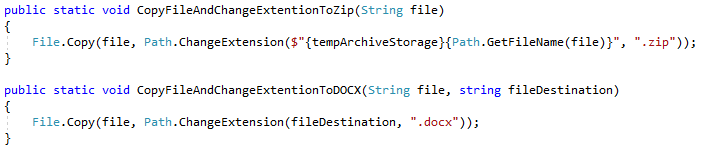 public static void CopyFileAndChangeExtentionToZip(String file)
{
    File.Copy(file, Path.ChangeExtension($"{tempArchiveStorage}{Path.GetFileName(file)}", ".zip"));
}
public static void CopyFileAndChangeExtentionToDOCX(String file, string fileDestination)
{
    File.Copy(file, Path.ChangeExtension(fileDestination, ".docx"));
}